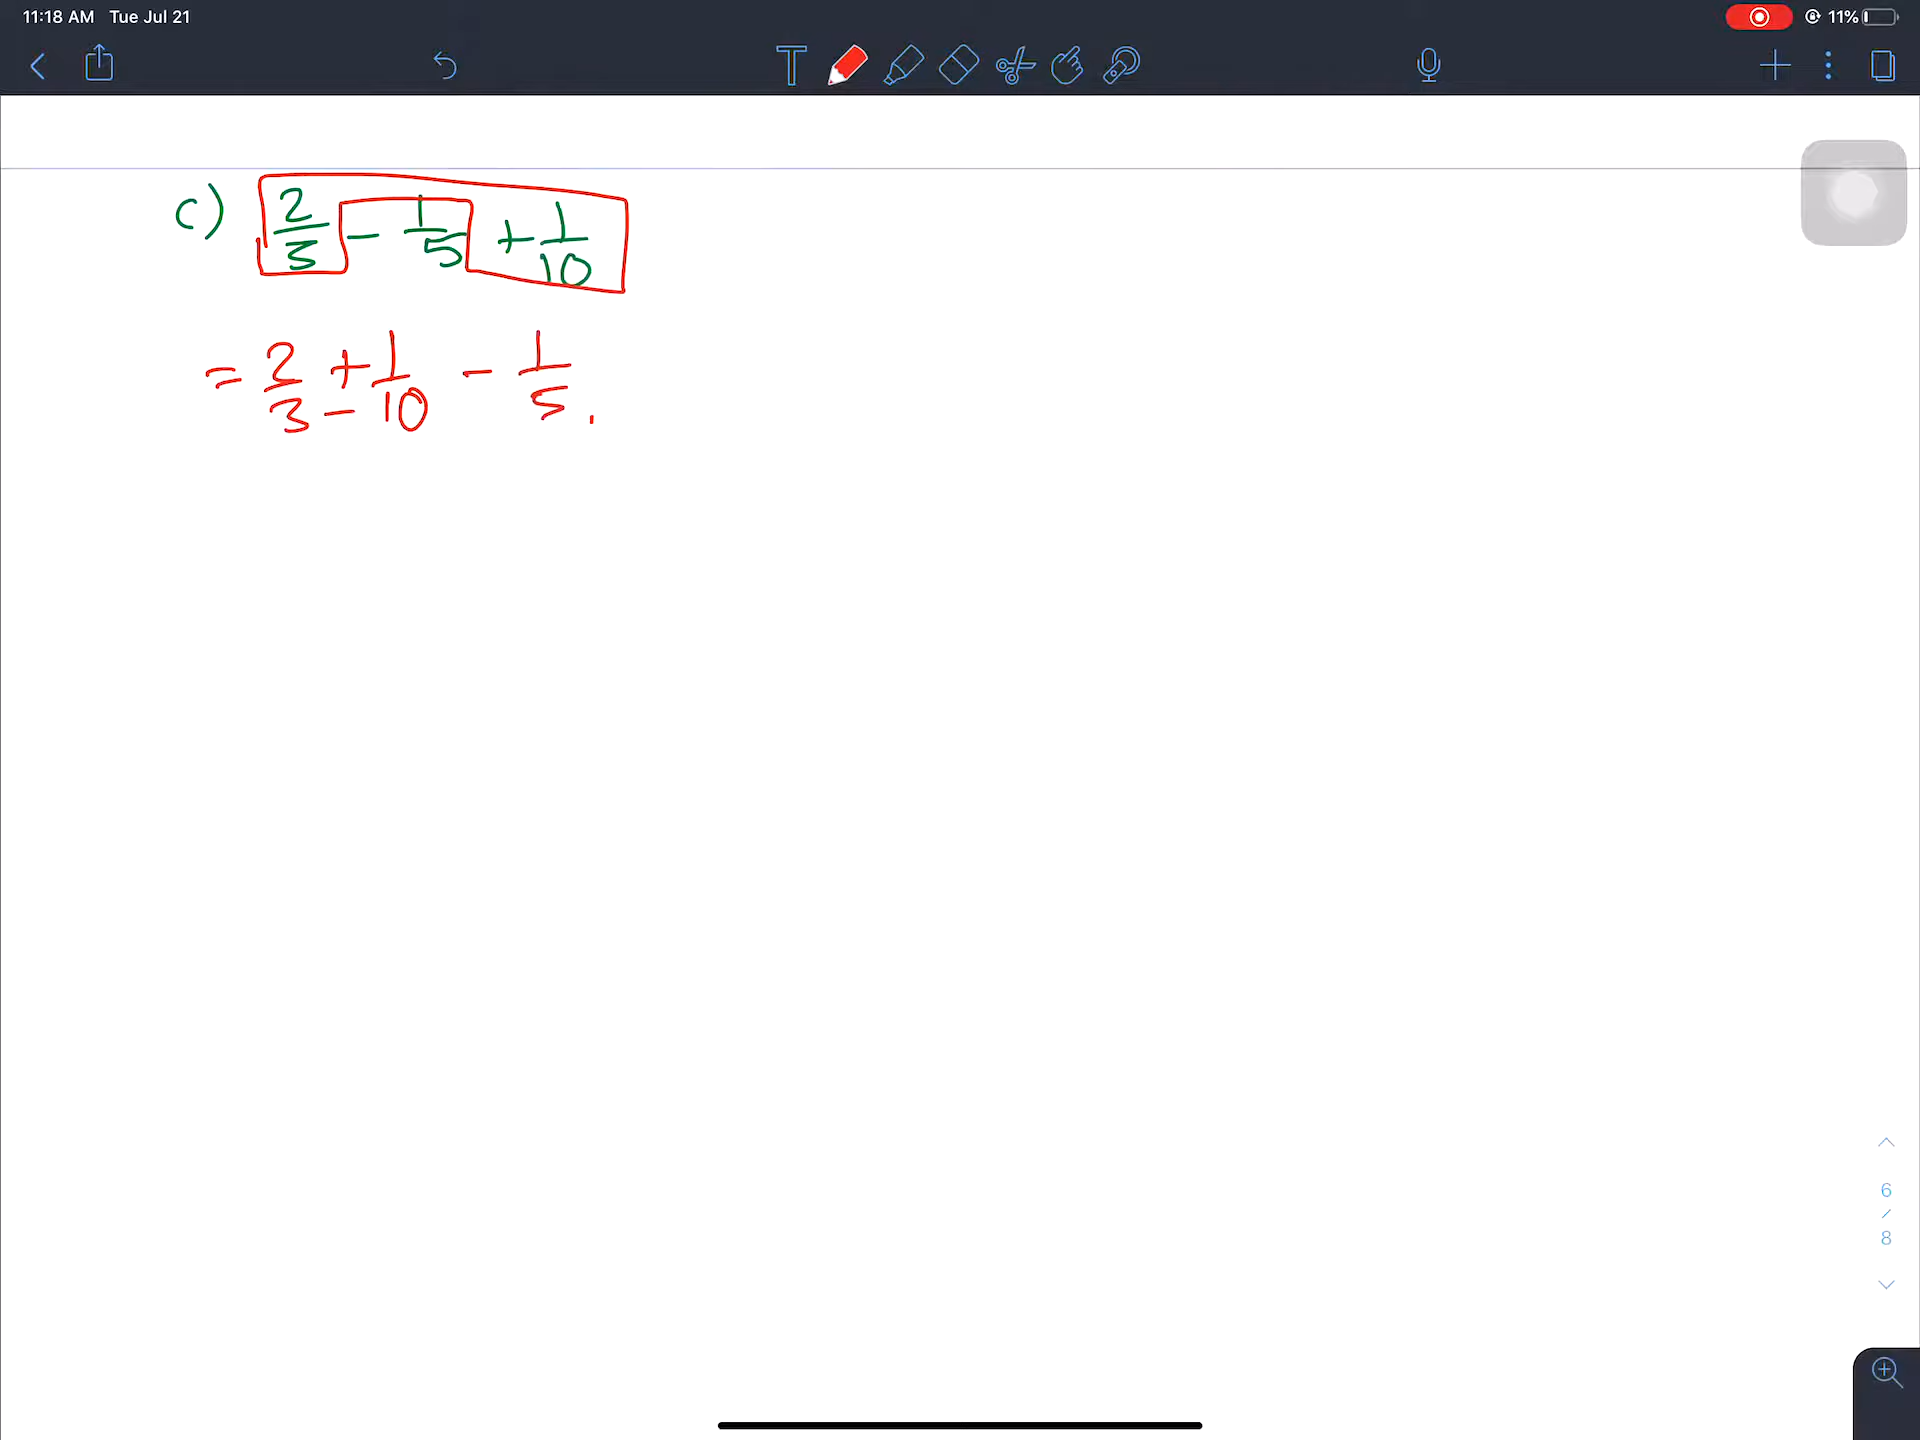 11:18 AM Tue Jul 21
11%
T
c) 2/3 - 1/5 + 1/10
= 2/3 + 1/10 - 1/5 .
6
/
8